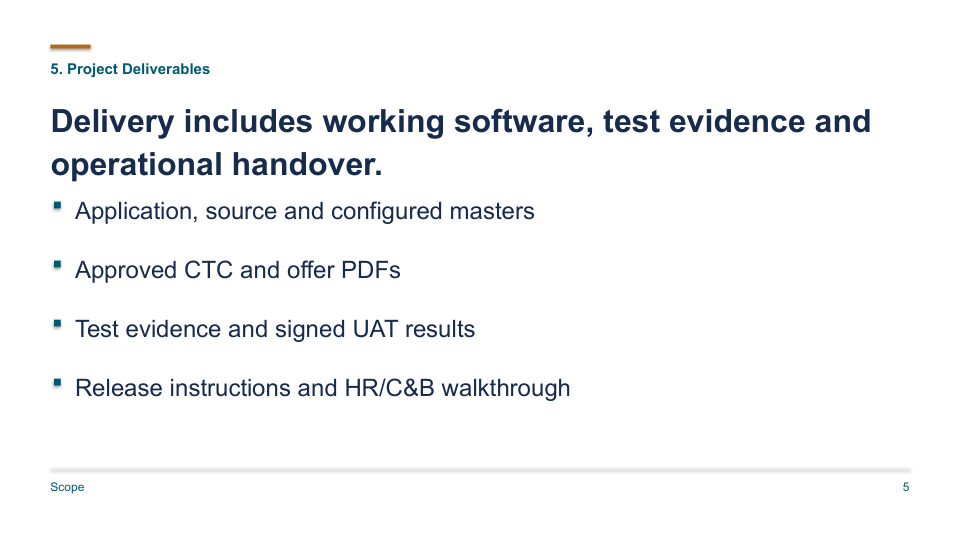 5. Project Deliverables
Delivery includes working software, test evidence and
operational handover.
Application, source and configured masters
Approved CTC and offer PDFs
Test evidence and signed UAT results
Release instructions and HR/C&B walkthrough
Scope
5